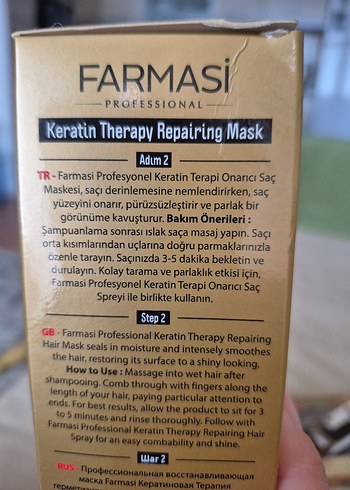 FARMASi
PROFESSIONAL
Keratin Therapy Repairing Mask
Adım 2
TR - Farmasi Profesyonel Keratin Terapi Onarıcı Saç
Maskesi, saçı derinlemesine nemlendirirken, saç
yüzeyini onarır, pürüzsüzleştirir ve parlak bir
görünüme kavuşturur. Bakım Önerileri :
Şampuanlama sonrası ıslak saça masaj yapın. Saçı
orta kısımlarından uçlarına doğru parmaklarınızla
özenle tarayın. Saçınızda 3-5 dakika bekletin ve
durulayın. Kolay tarama ve parlaklık etkisi için,
Farmasi Profesyonel Keratin Terapi Onarıcı Saç
Spreyi ile birlikte kullanın.
Step 2
GB - Farmasi Professional Keratin Therapy Repairing
Hair Mask seals in moisture and intensely smoothes
the hair, restoring its surface to a shiny looking.
How to Use : Massage into wet hair after
shampooing. Comb through with fingers along the
length of your hair, paying particular attention to
ends. For best results, allow the product to sit for 3
to 5 minutes and rinse thoroughly. Follow with
Farmasi Professional Keratin Therapy Repairing Hair
Spray for an easy combability and shine.
Шаг 2
RUS - Профессиональная восстанавливающая
маска Farmasi Кератиновая Терапия